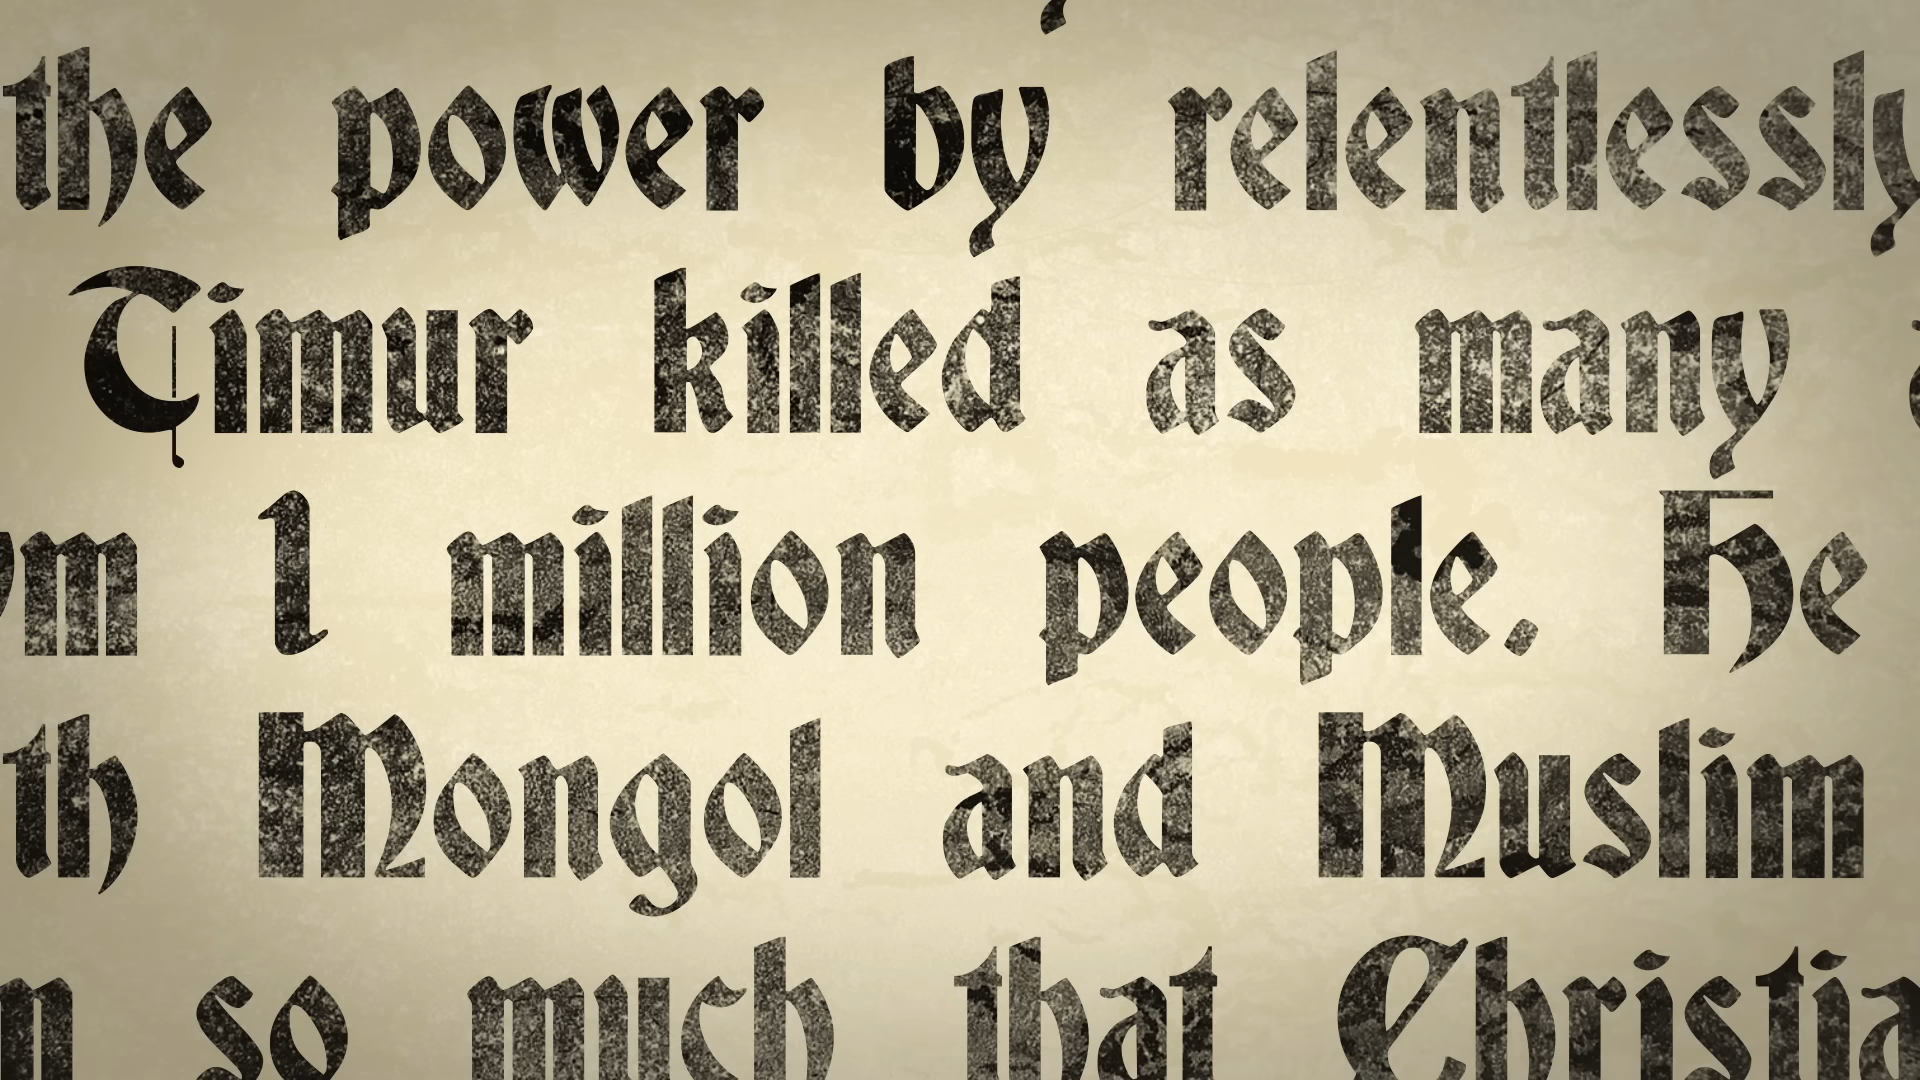 the power by relentlessly
Timur killed as many
1 million people. He
th Mongol and Muslim
so much that Christia